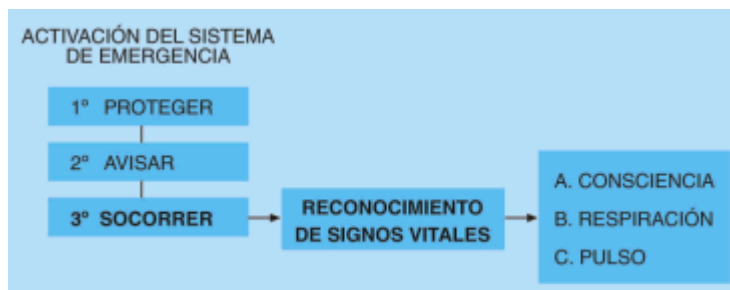 ACTIVACIÓN DEL SISTEMA
DE EMERGENCIA
1º PROTEGER
2º AVISAR
3º SOCORRER
RECONOCIMIENTO
DE SIGNOS VITALES
A. CONSCIENCIA
B. RESPIRACIÓN
C. PULSO